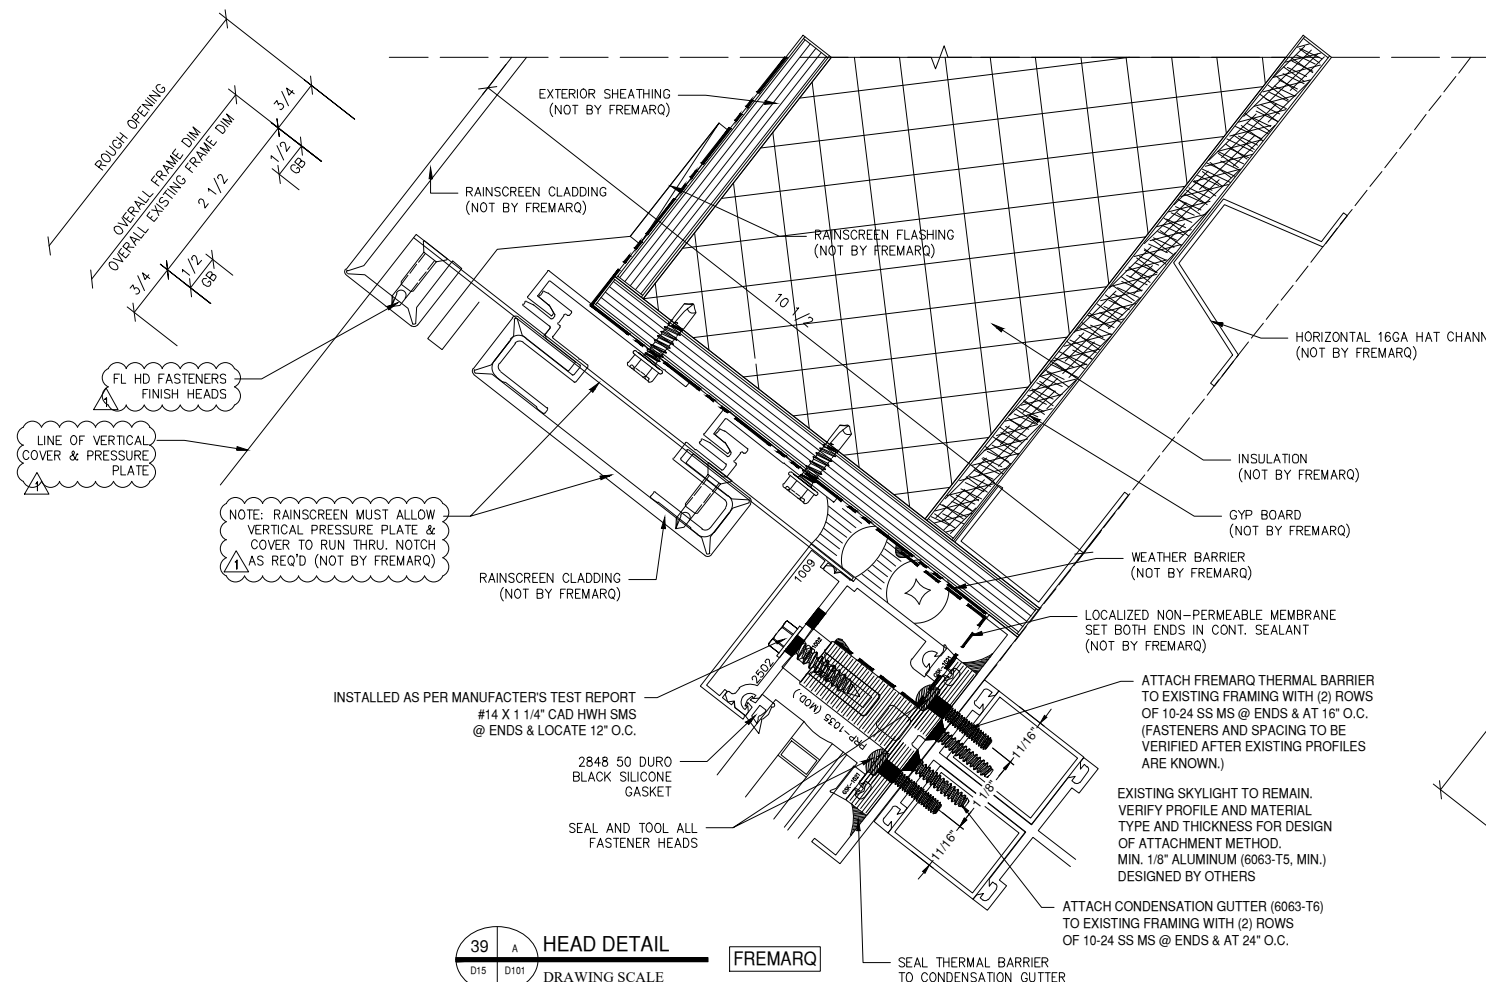 ROUGH OPENING
OVERALL FRAME DIM
OVERALL EXISTING FRAME DIM
3/4
1/2
GB
2 1/2
3/4
1/2
GB
EXTERIOR SHEATHING
(NOT BY FREMARQ)
RAINSCREEN CLADDING
(NOT BY FREMARQ)
RAINSCREEN FLASHING
(NOT BY FREMARQ)
10 1/2
HORIZONTAL 16GA HAT CHANN
(NOT BY FREMARQ)
FL HD FASTENERS
FINISH HEADS
1
LINE OF VERTICAL
COVER & PRESSURE
PLATE
1
NOTE: RAINSCREEN MUST ALLOW
VERTICAL PRESSURE PLATE &
COVER TO RUN THRU. NOTCH
AS REQ'D (NOT BY FREMARQ)
1
RAINSCREEN CLADDING
(NOT BY FREMARQ)
INSULATION
(NOT BY FREMARQ)
GYP BOARD
(NOT BY FREMARQ)
WEATHER BARRIER
(NOT BY FREMARQ)
LOCALIZED NON-PERMEABLE MEMBRANE
SET BOTH ENDS IN CONT. SEALANT
(NOT BY FREMARQ)
1009
2502
PRP-1035 (MOD.)
INSTALLED AS PER MANUFACTER'S TEST REPORT
#14 X 1 1/4" CAD HWH SMS
@ ENDS & LOCATE 12" O.C.
2848 50 DURO
BLACK SILICONE
GASKET
SEAL AND TOOL ALL
FASTENER HEADS
ATTACH FREMARQ THERMAL BARRIER
TO EXISTING FRAMING WITH (2) ROWS
OF 10-24 SS MS @ ENDS & AT 16" O.C.
(FASTENERS AND SPACING TO BE
VERIFIED AFTER EXISTING PROFILES
ARE KNOWN.)
11/16"
1 1/8"
11/16"
EXISTING SKYLIGHT TO REMAIN.
VERIFY PROFILE AND MATERIAL
TYPE AND THICKNESS FOR DESIGN
OF ATTACHMENT METHOD.
MIN. 1/8" ALUMINUM (6063-T5, MIN.)
DESIGNED BY OTHERS
ATTACH CONDENSATION GUTTER (6063-T6)
TO EXISTING FRAMING WITH (2) ROWS
OF 10-24 SS MS @ ENDS & AT 24" O.C.
SEAL THERMAL BARRIER
TO CONDENSATION GUTTER
39 A HEAD DETAIL
D15 D101 DRAWING SCALE
FREMARQ